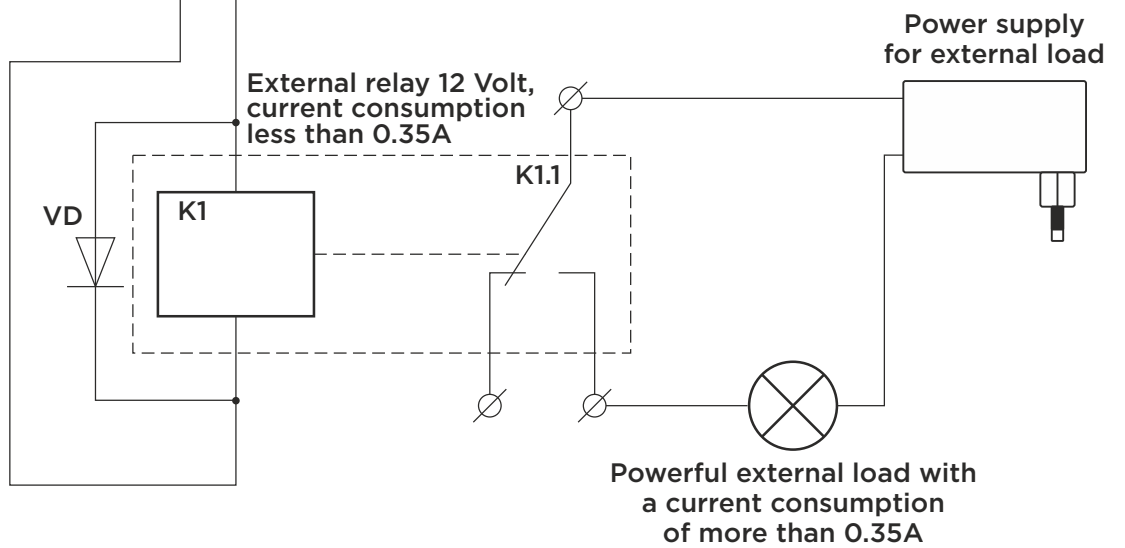 Power supply
for external load
External relay 12 Volt,
current consumption
less than 0.35A
K1.1
VD
K1
Powerful external load with
a current consumption
of more than 0.35A